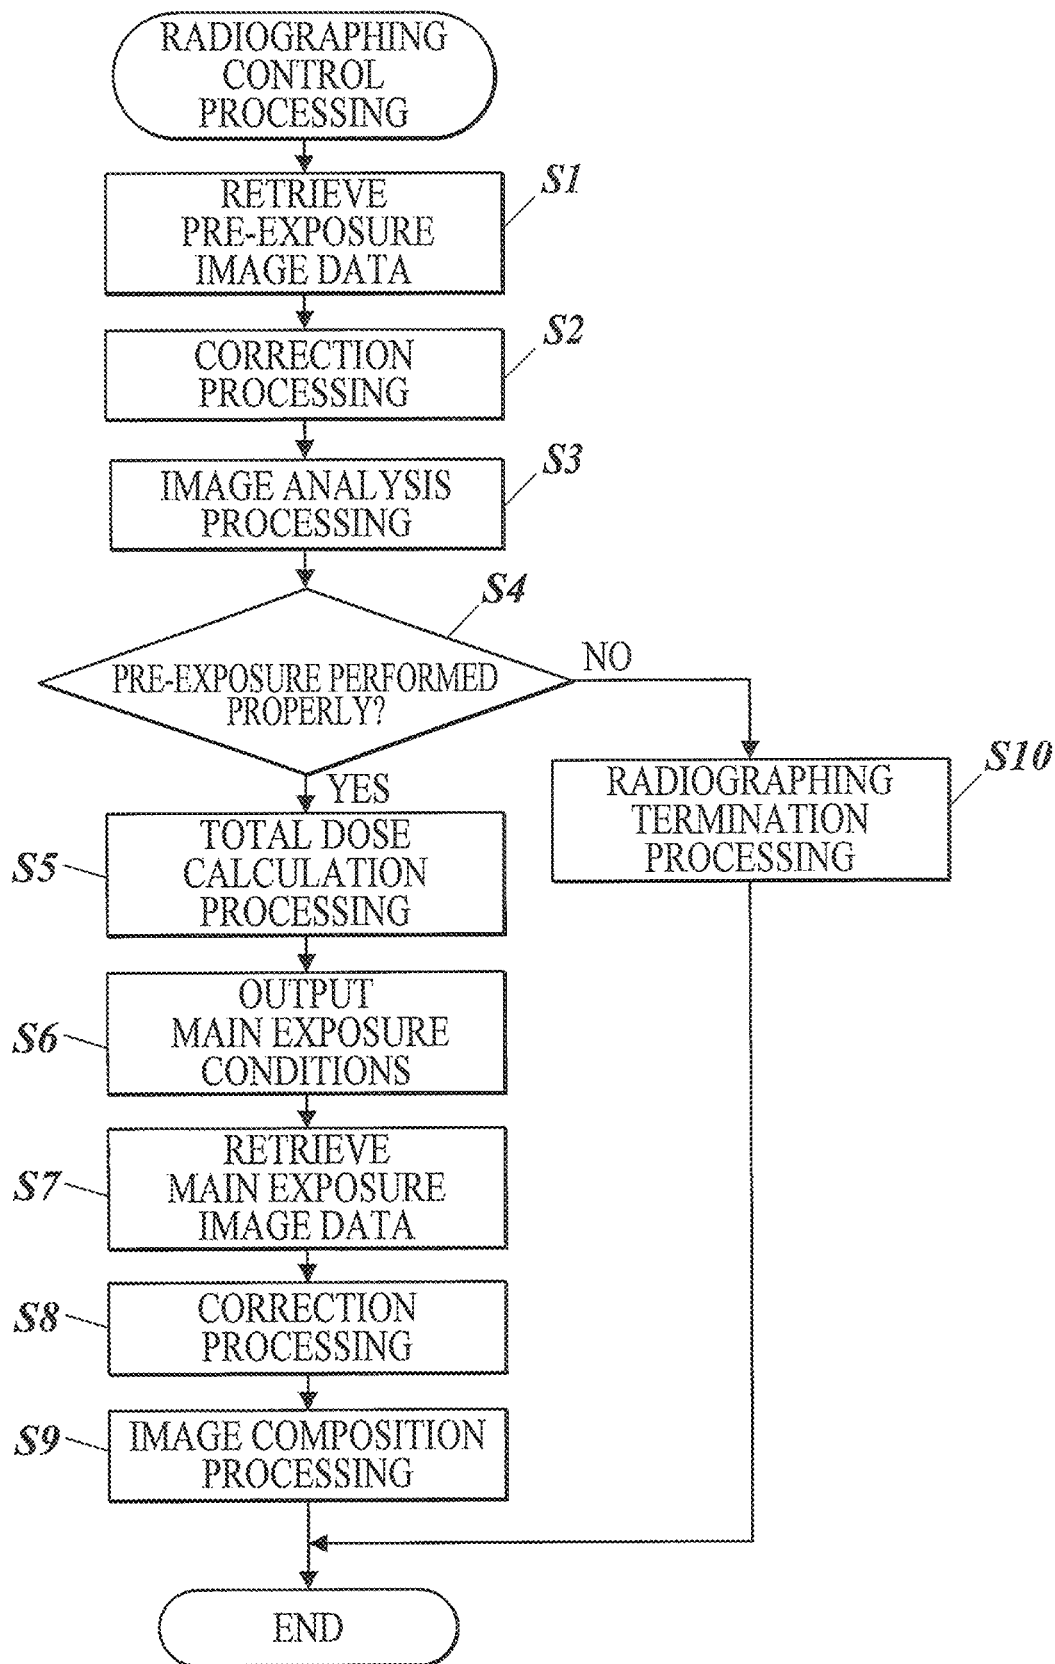 RADIOGRAPHING
CONTROL
PROCESSING
RETRIEVE
PRE-EXPOSURE
IMAGE DATA
S1
CORRECTION
PROCESSING
S2
IMAGE ANALYSIS
PROCESSING
S3
PRE-EXPOSURE PERFORMED
PROPERLY?
S4
NO
YES
RADIOGRAPHING
TERMINATION
PROCESSING
S10
TOTAL DOSE
CALCULATION
PROCESSING
S5
OUTPUT
MAIN EXPOSURE
CONDITIONS
S6
RETRIEVE
MAIN EXPOSURE
IMAGE DATA
S7
CORRECTION
PROCESSING
S8
IMAGE COMPOSITION
PROCESSING
S9
END